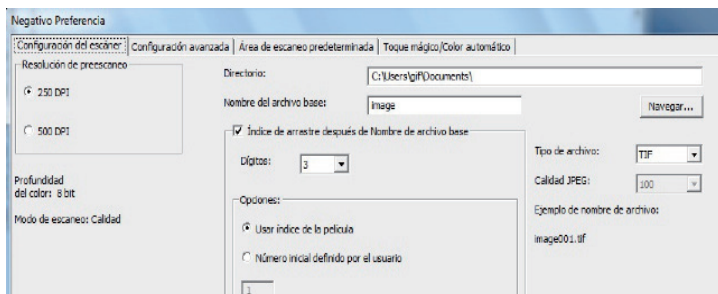 Negativo Preferencia
Configuración del escáner | Configuración avanzada | Área de escaneo predeterminada | Toque mágico/Color automático
Resolución de preescaneo
250 DPI
500 DPI
Profundidad
del color: 8 bit
Modo de escaneo: Calidad
Directorio: C:\Users\gif\Documents\
Nombre del archivo base: image Navegar...
Índice de arrastre después de Nombre de archivo base
Dígitos: 3
Opciones:
Usar índice de la película
Número inicial definido por el usuario
1
Tipo de archivo: TIF
Calidad JPEG: 100
Ejemplo de nombre de archivo:
image001.tif